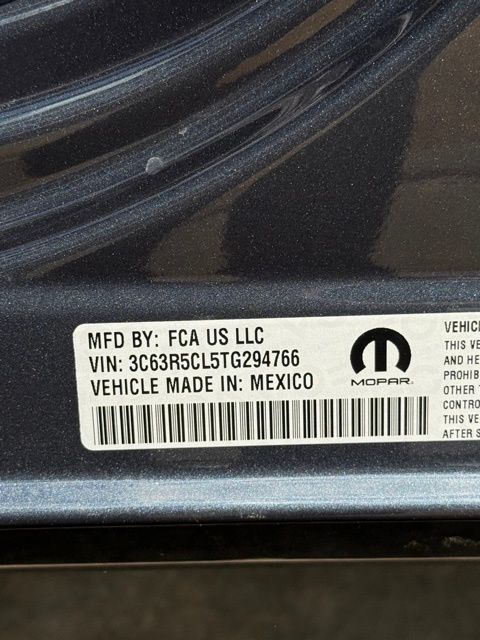 MFD BY: FCA US LLC
VIN: 3C63R5CL5TG294766
VEHICLE MADE IN: MEXICO
MOPAR
VEHIC
THIS VE
AND HE
PROHIB
OTHER
CONTRO
THIS VE
AFTER S